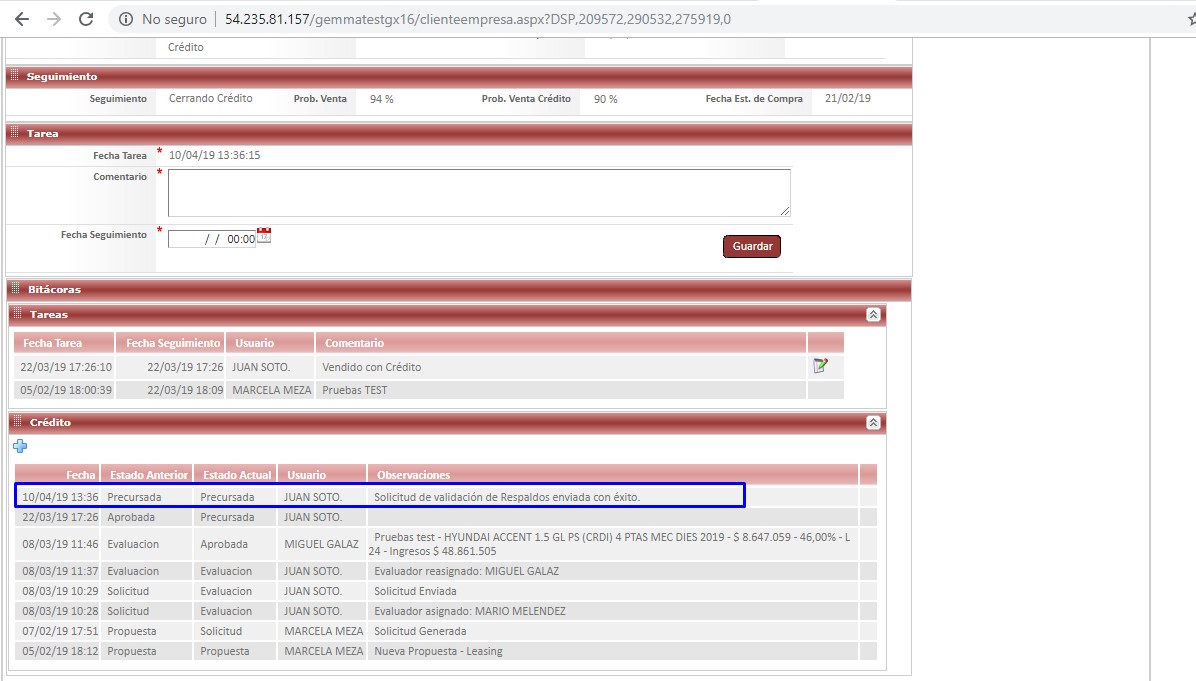 No seguro 54.235.81.157/gemmatestgx16/clienteempresa.aspx?DSP,209572,290532,275919,0
Crédito
Seguimiento
Seguimiento Cerrando Crédito Prob. Venta 94 % Prob. Venta Crédito 90 % Fecha Est. de Compra 21/02/19
Tarea
Fecha Tarea * 10/04/19 13:36:15
Comentario *
Fecha Seguimiento * / / 00:00
Guardar
Bitácoras
Tareas
Fecha Tarea Fecha Seguimiento Usuario Comentario
22/03/19 17:26:10 22/03/19 17:26 JUAN SOTO. Vendido con Crédito
05/02/19 18:00:39 22/03/19 18:09 MARCELA MEZA Pruebas TEST
Crédito
Fecha Estado Anterior Estado Actual Usuario Observaciones
10/04/19 13:36 Precursada Precursada JUAN SOTO. Solicitud de validación de Respaldos enviada con éxito.
22/03/19 17:26 Aprobada Precursada JUAN SOTO.
08/03/19 11:46 Evaluacion Aprobada MIGUEL GALAZ Pruebas test - HYUNDAI ACCENT 1.5 GL PS (CRDI) 4 PTAS MEC DIES 2019 - $ 8.647.059 - 46,00% - L
24 - Ingresos $ 48.861.505
08/03/19 11:37 Evaluacion Evaluacion JUAN SOTO. Evaluador reasignado: MIGUEL GALAZ
08/03/19 10:29 Solicitud Evaluacion JUAN SOTO. Solicitud Enviada
08/03/19 10:28 Solicitud Evaluacion JUAN SOTO. Evaluador asignado: MARIO MELENDEZ
07/02/19 17:51 Propuesta Solicitud MARCELA MEZA Solicitud Generada
05/02/19 18:12 Propuesta Propuesta MARCELA MEZA Nueva Propuesta - Leasing